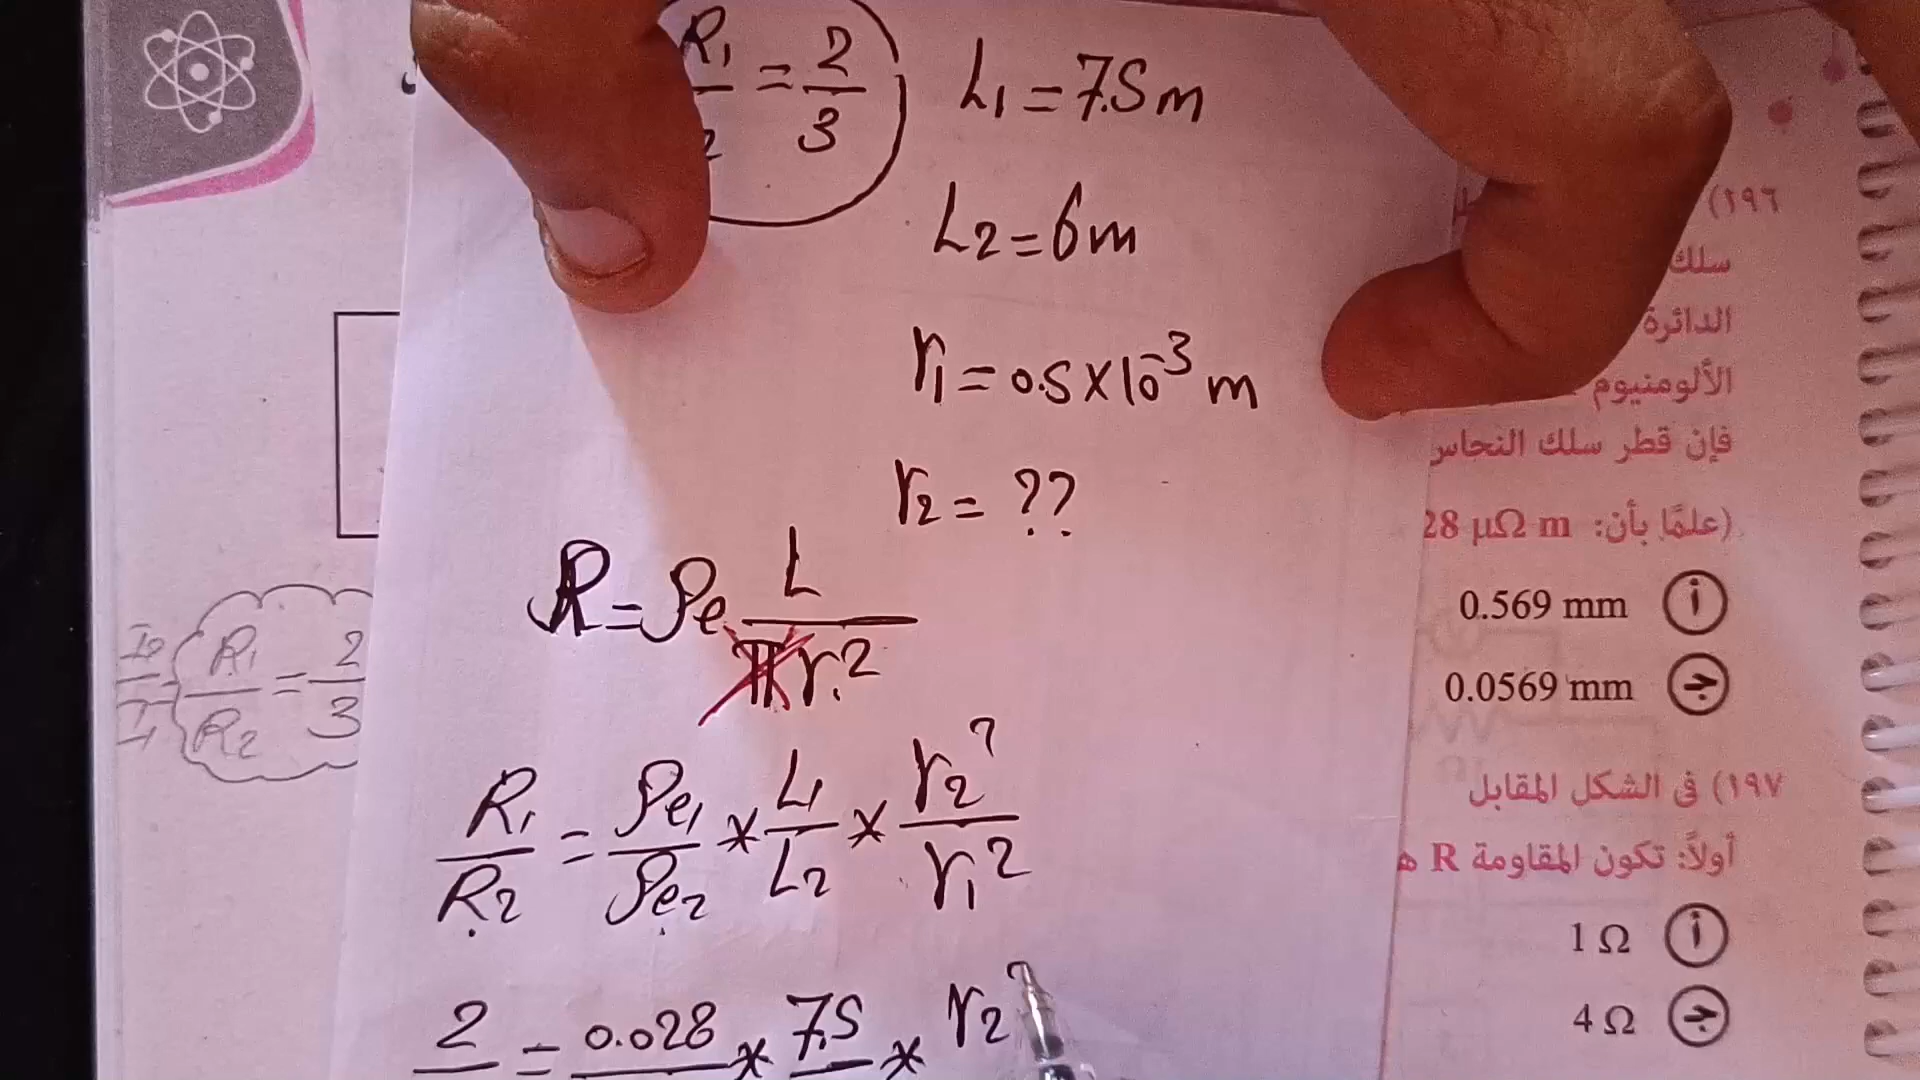 R₁/₂ = 2/3
L₁ = 7.5 m
L₂ = 6 m
r₁ = 0.5 × 10⁻³ m
r₂ = ??
R = ρe L / πr²
R₁/R₂ = ρe₁/ρe₂ * L₁/L₂ * r₂²/r₁²
2 = 0.028 * 7.5 * r₂²
I₂ R₁/R₂ = 2/3
١٩٦)
سلك
الدائرة
الألومنيوم
فإن قطر سلك النحاس
(علمًا بأن: 28 μΩ m
أ 0.569 mm
ج 0.0569 mm
١٩٧) فى الشكل المقابل
أولاً: تكون المقاومة R ه
أ 1 Ω
ج 4 Ω